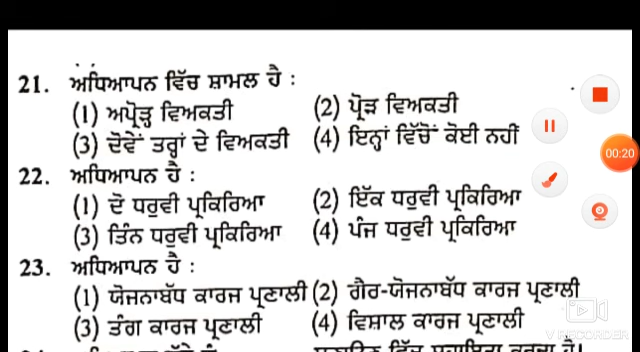 21. ਅਧਿਆਪਨ ਵਿੱਚ ਸ਼ਾਮਲ ਹੈ :
(1) ਅਪ੍ਰੋੜ੍ਹ ਵਿਅਕਤੀ (2) ਪ੍ਰੋੜ ਵਿਅਕਤੀ
(3) ਦੋਵੇਂ ਤਰ੍ਹਾਂ ਦੇ ਵਿਅਕਤੀ (4) ਇਨ੍ਹਾਂ ਵਿੱਚੋਂ ਕੋਈ ਨਹੀਂ
00:20
22. ਅਧਿਆਪਨ ਹੈ :
(1) ਦੋ ਧਰੁਵੀ ਪ੍ਰਕਿਰਿਆ (2) ਇੱਕ ਧਰੁਵੀ ਪ੍ਰਕਿਰਿਆ
(3) ਤਿੰਨ ਧਰੁਵੀ ਪ੍ਰਕਿਰਿਆ (4) ਪੰਜ ਧਰੁਵੀ ਪ੍ਰਕਿਰਿਆ
23. ਅਧਿਆਪਨ ਹੈ :
(1) ਯੋਜਨਾਬੱਧ ਕਾਰਜ ਪ੍ਰਣਾਲੀ (2) ਗੈਰ-ਯੋਜਨਾਬੱਧ ਕਾਰਜ ਪ੍ਰਣਾਲੀ
(3) ਤੰਗ ਕਾਰਜ ਪ੍ਰਣਾਲੀ (4) ਵਿਸ਼ਾਲ ਕਾਰਜ ਪ੍ਰਣਾਲੀ
V RECORDER